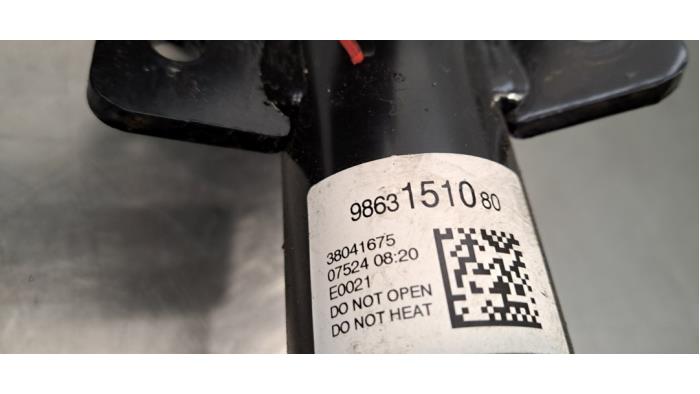 9863151080
38041675
07524 08:20
E0021
DO NOT OPEN
DO NOT HEAT